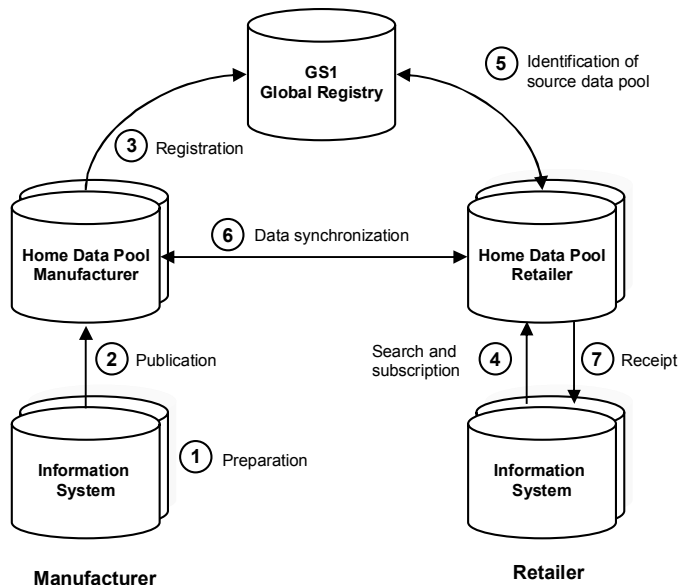 GS1
Global Registry
5
Identification of
source data pool
3
Registration
Home Data Pool
Manufacturer
6
Data synchronization
Home Data Pool
Retailer
2
Publication
Search and
subscription
4
7
Receipt
Information
System
1
Preparation
Information
System
Manufacturer
Retailer